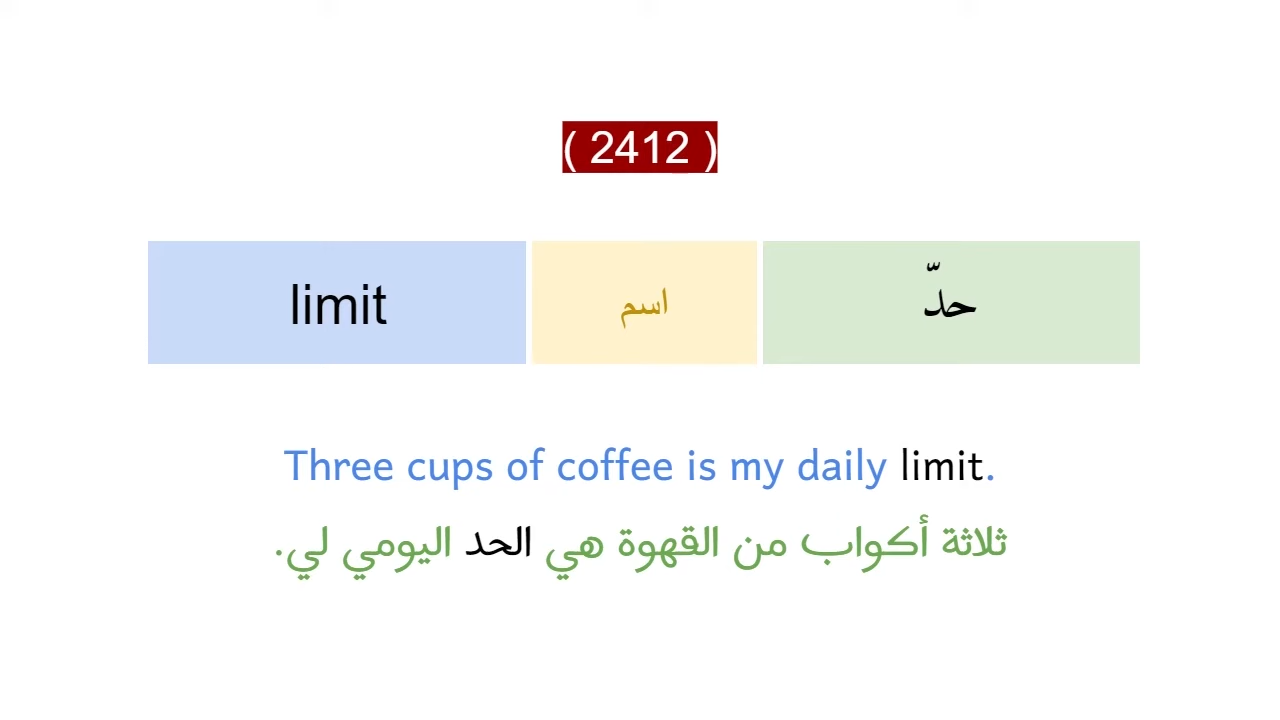 ( 2412 )
limit اسم حدّ
Three cups of coffee is my daily limit.
ثلاثة أكواب من القهوة هي الحد اليومي لي.